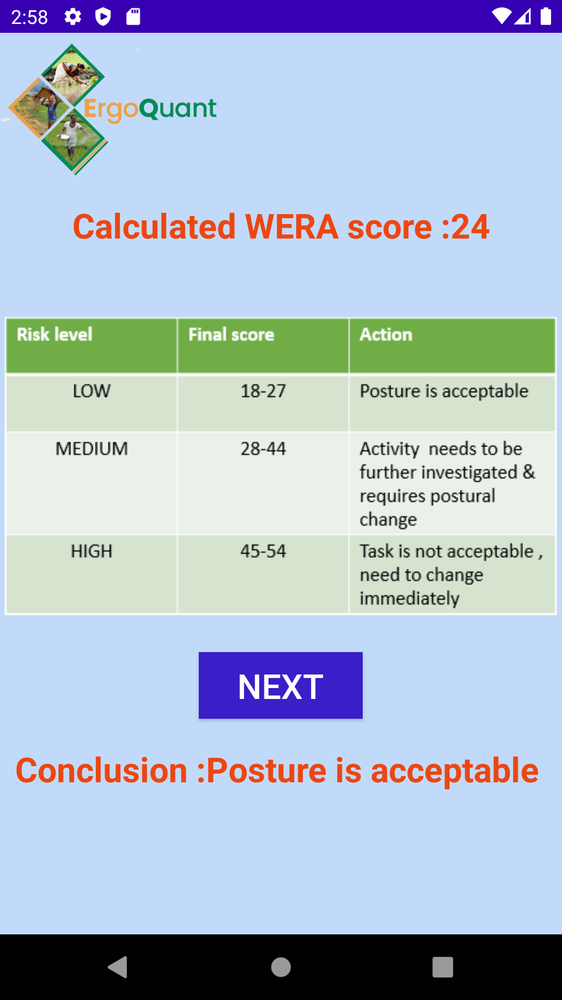 2:58
ErgoQuant
Calculated WERA score :24
Risk level Final score Action
LOW 18-27 Posture is acceptable
MEDIUM 28-44 Activity  needs to be
further investigated &
requires postural
change
HIGH 45-54 Task is not acceptable ,
need to change
immediately
NEXT
Conclusion :Posture is acceptable